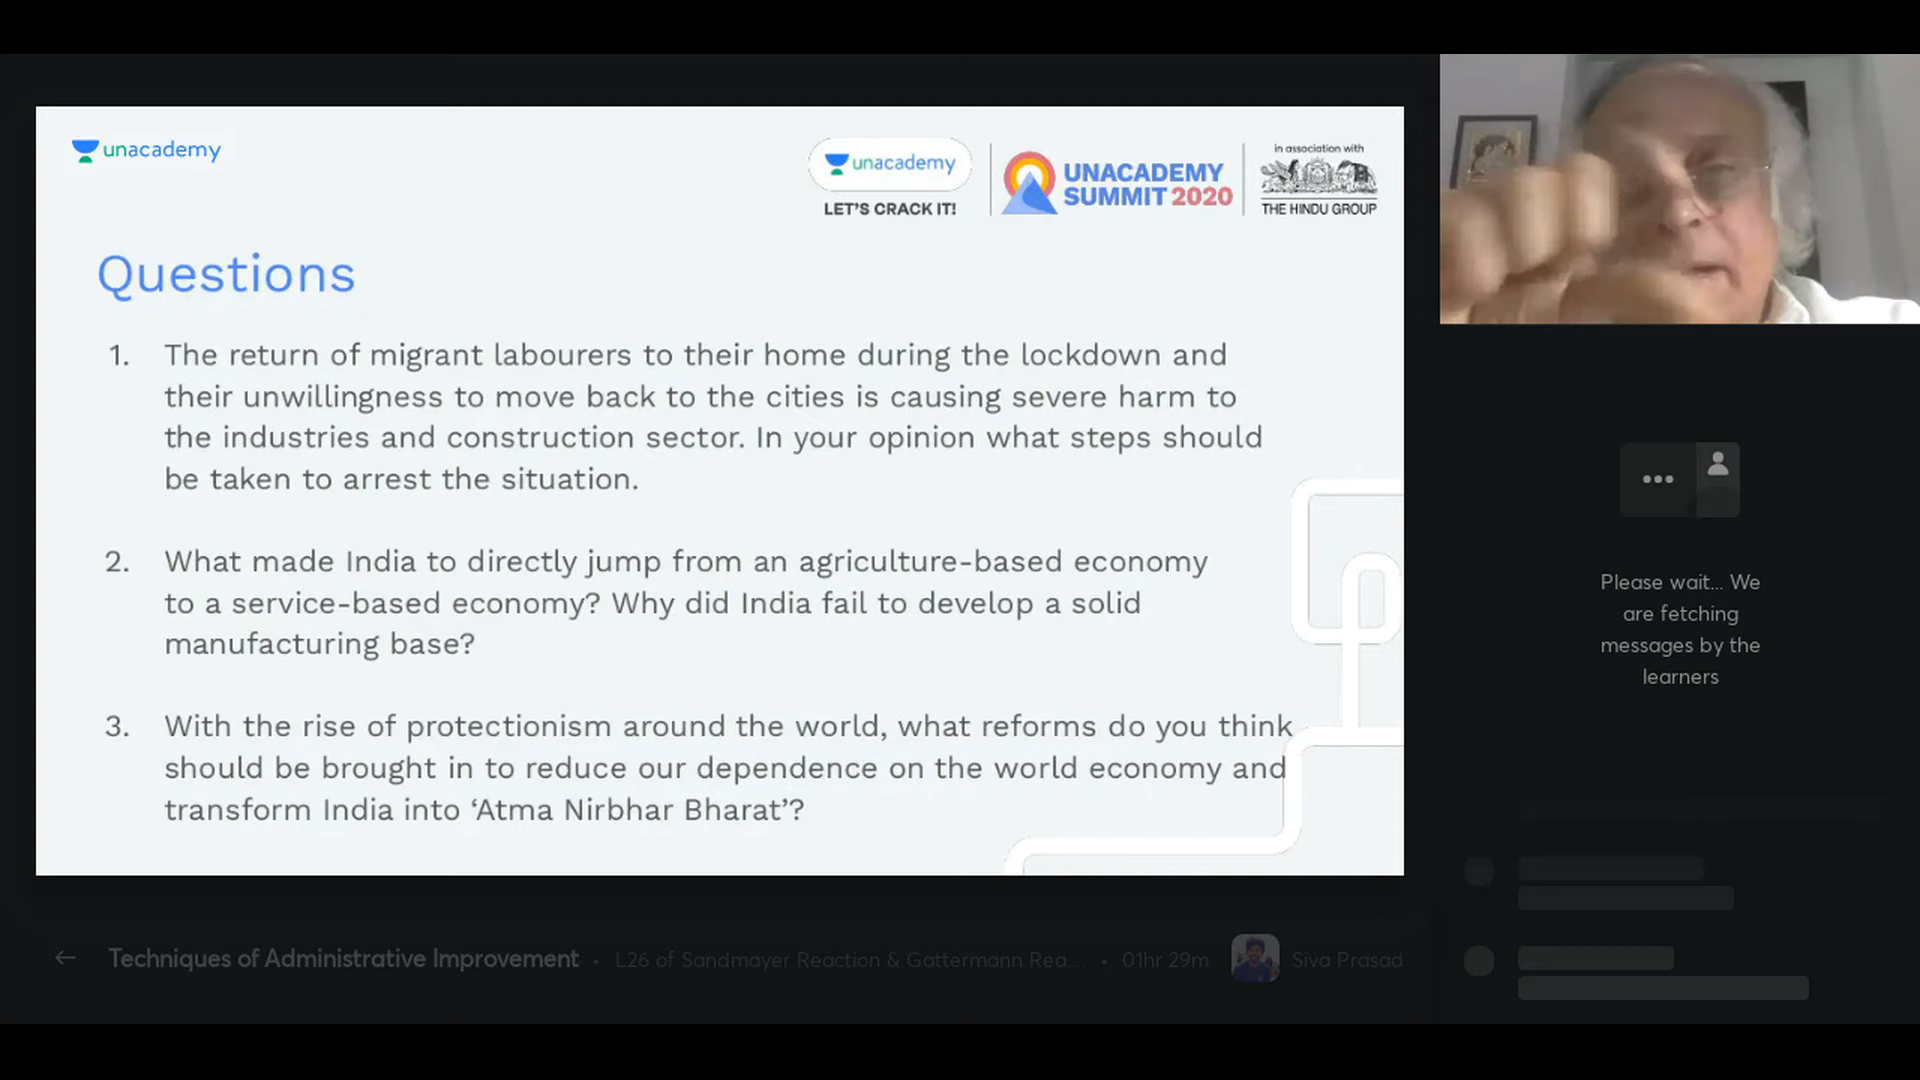 unacademy
unacademy
LET'S CRACK IT!
UNACADEMY
SUMMIT 2020
in association with
THE HINDU GROUP
Questions
1. The return of migrant labourers to their home during the lockdown and
their unwillingness to move back to the cities is causing severe harm to
the industries and construction sector. In your opinion what steps should
be taken to arrest the situation.
2. What made India to directly jump from an agriculture-based economy
to a service-based economy? Why did India fail to develop a solid
manufacturing base?
3. With the rise of protectionism around the world, what reforms do you think
should be brought in to reduce our dependence on the world economy and
transform India into ‘Atma Nirbhar Bharat’?
Please wait... We
are fetching
messages by the
learners
Techniques of Administrative Improvement • L26 of Sandmayer Reaction & Gattermann Rea... • 01hr 29m Siva Prasad